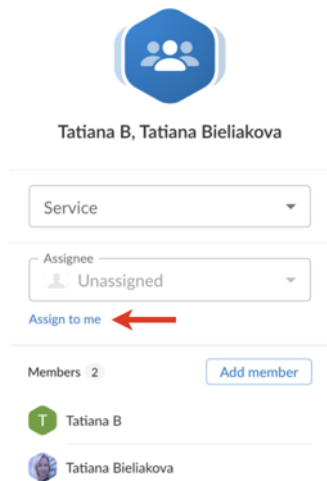 Tatiana B, Tatiana Bieliakova
Service
Assignee
Unassigned
Assign to me
Members 2
Add member
T
Tatiana B
Tatiana Bieliakova